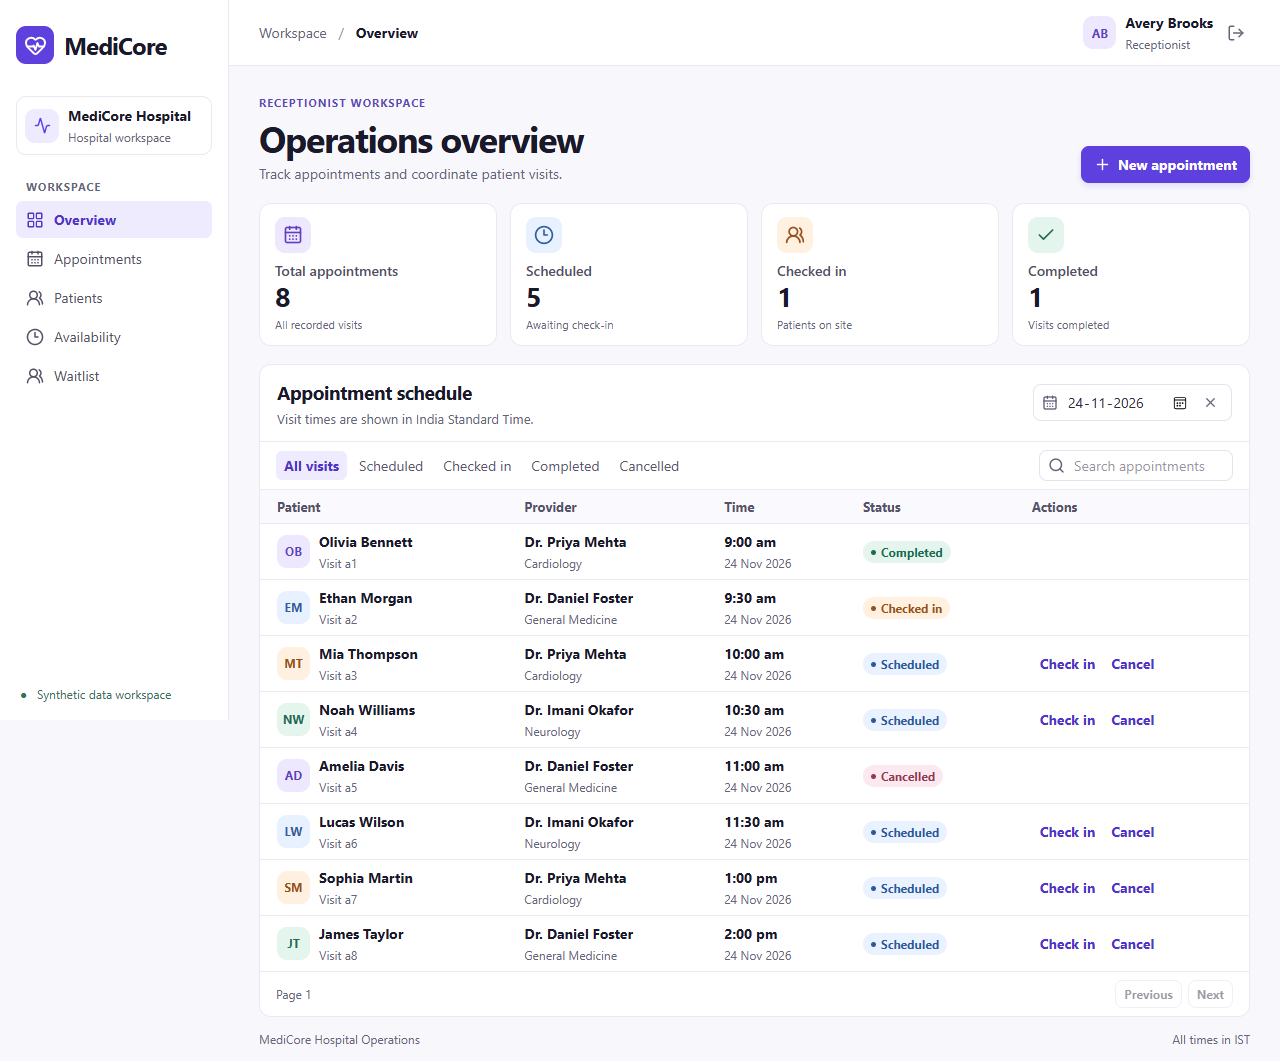 MediCore
MediCore Hospital
Hospital workspace
WORKSPACE
Overview
Appointments
Patients
Availability
Waitlist
Synthetic data workspace
Workspace / Overview
AB
Avery Brooks
Receptionist
RECEPTIONIST WORKSPACE
Operations overview
Track appointments and coordinate patient visits.
New appointment
Total appointments
8
All recorded visits
Scheduled
5
Awaiting check-in
Checked in
1
Patients on site
Completed
1
Visits completed
Appointment schedule
Visit times are shown in India Standard Time.
24-11-2026
All visits Scheduled Checked in Completed Cancelled
Search appointments
Patient Provider Time Status Actions
OB Olivia Bennett Dr. Priya Mehta 9:00 am Completed
Visit a1 Cardiology 24 Nov 2026
EM Ethan Morgan Dr. Daniel Foster 9:30 am Checked in
Visit a2 General Medicine 24 Nov 2026
MT Mia Thompson Dr. Priya Mehta 10:00 am Scheduled Check in Cancel
Visit a3 Cardiology 24 Nov 2026
NW Noah Williams Dr. Imani Okafor 10:30 am Scheduled Check in Cancel
Visit a4 Neurology 24 Nov 2026
AD Amelia Davis Dr. Daniel Foster 11:00 am Cancelled
Visit a5 General Medicine 24 Nov 2026
LW Lucas Wilson Dr. Imani Okafor 11:30 am Scheduled Check in Cancel
Visit a6 Neurology 24 Nov 2026
SM Sophia Martin Dr. Priya Mehta 1:00 pm Scheduled Check in Cancel
Visit a7 Cardiology 24 Nov 2026
JT James Taylor Dr. Daniel Foster 2:00 pm Scheduled Check in Cancel
Visit a8 General Medicine 24 Nov 2026
Page 1 Previous Next
MediCore Hospital Operations All times in IST